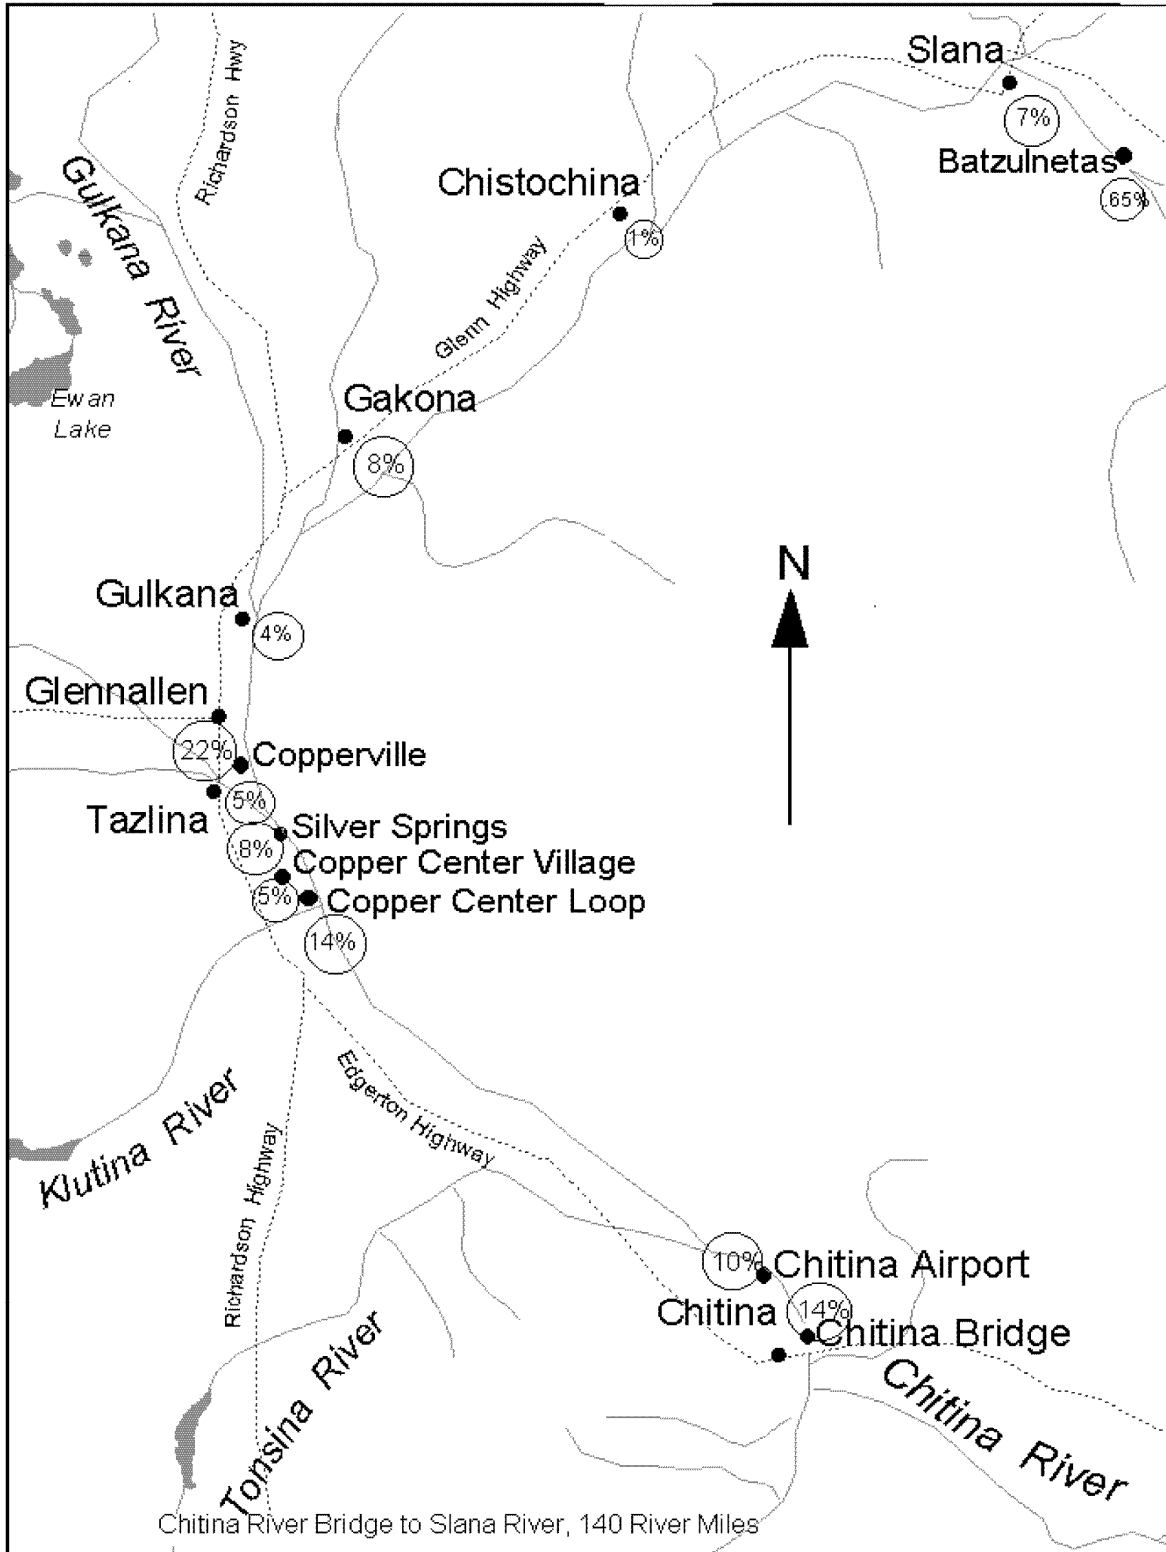 Slana
7%
Batzulnetas
.65%
Richardson Hwy
Chistochina
1%
Gulkana River
Glenn Highway
Ewan
Lake
Gakona
8%
N
Gulkana
4%
Glennallen
22%
Copperville
5%
Tazlina
Silver Springs
8%
Copper Center Village
5%
Copper Center Loop
14%
Edgerton Highway
Klutina River
Richardson Highway
10%
Chitina Airport
Chitina
14%
Chitina Bridge
Chitina River
Tonsina River
Chitina River Bridge to Slana River, 140 River Miles